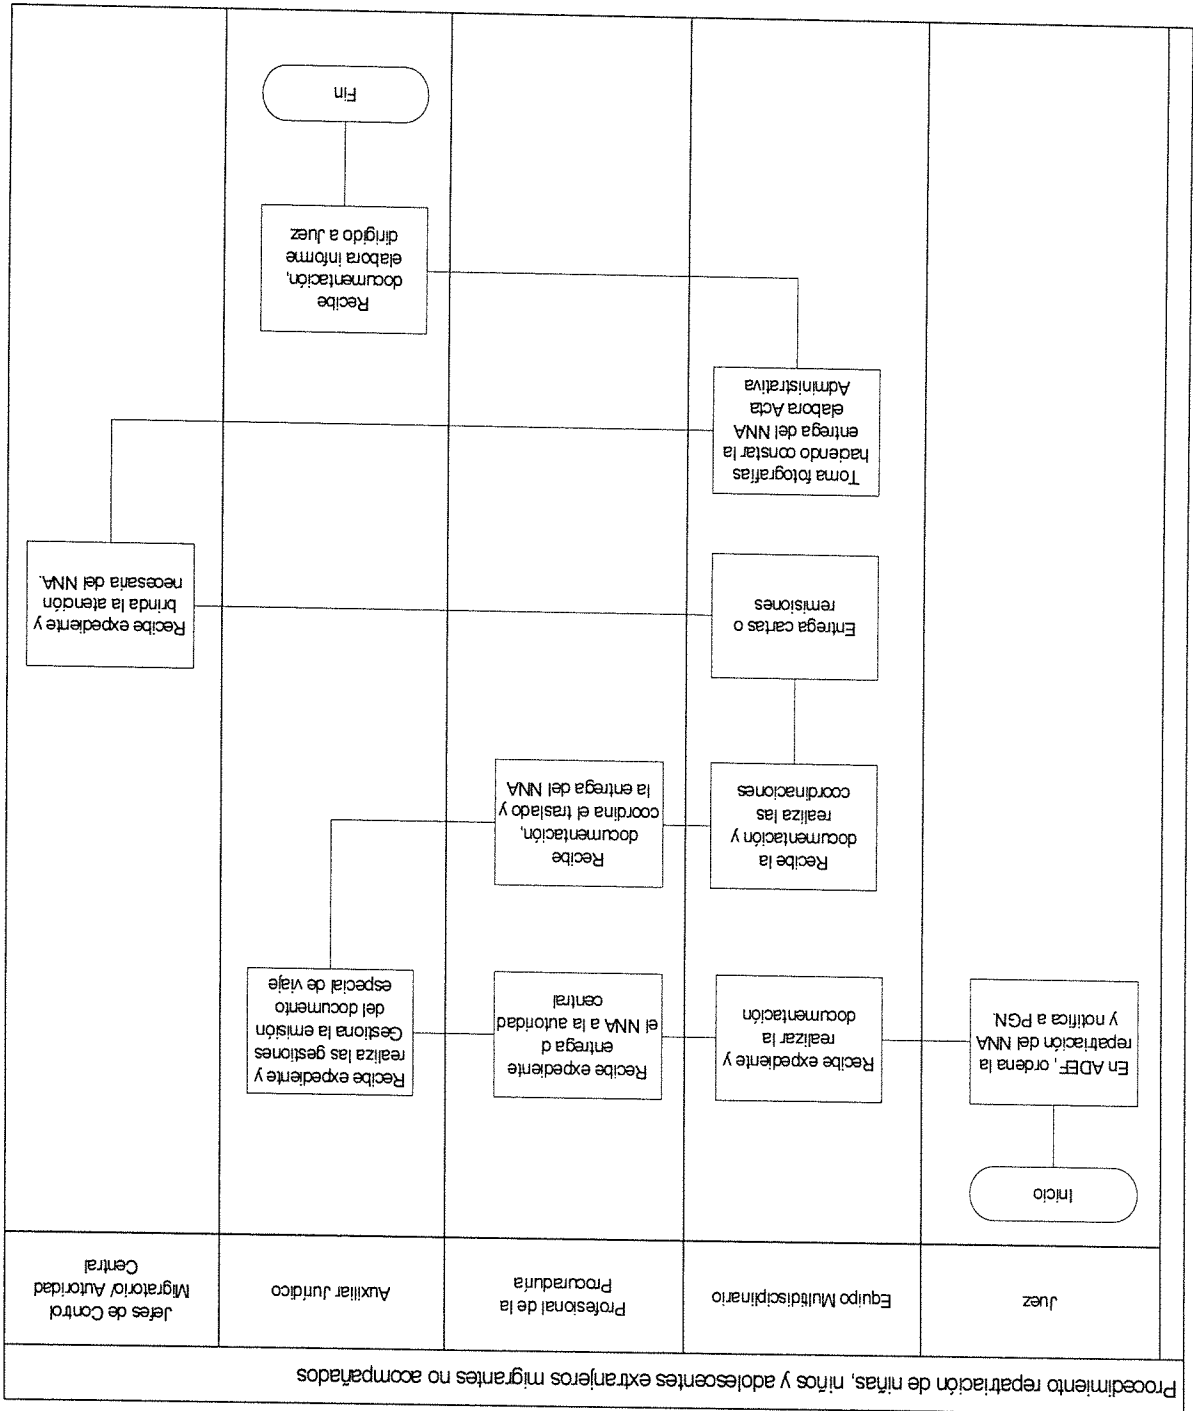 Procedimiento repatriación de niñas, niños y adolescentes extranjeros migrantes no acompañados
Juez
Equipo Multidisciplinario
Profesional de la
Procuraduría
Auxiliar Jurídico
Jefes de Control
Migratorio/ Autoridad
Central
Inicio
En ADEF, ordena la
repatriación del NNA
y notifica a PGN.
Recibe expediente y
realizar la
documentación
Recibe expediente
entrega d
el NNA a la autoridad
central
Recibe expediente y
realiza las gestiones
Gestiona la emisión
del documento
especial de viaje
Recibe
documentación,
coordina el traslado y
la entrega del NNA
Recibe la
documentación y
realiza las
coordinaciones
Entrega cartas o
remisiones
Recibe expediente y
brinda la atención
necesaria del NNA.
Toma fotografías
haciendo constar la
entrega del NNA
elabora Acta
Administrativa
Recibe
documentación,
elabora informe
dirigido a Juez
Fin